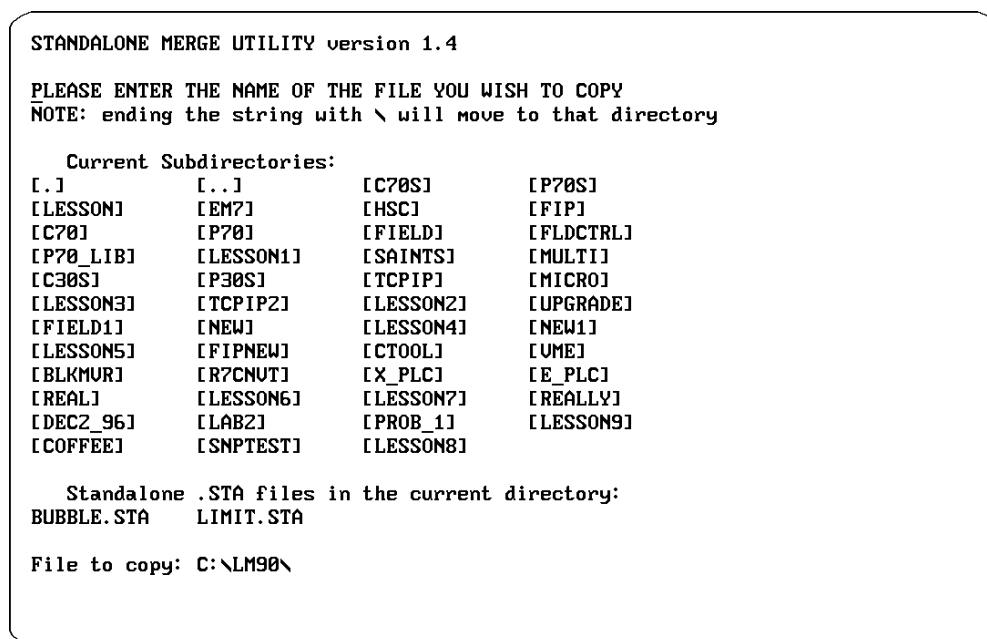 STANDALONE MERGE UTILITY version 1.4
PLEASE ENTER THE NAME OF THE FILE YOU WISH TO COPY
NOTE: ending the string with \ will move to that directory
Current Subdirectories:
[.] [..] [C70S] [P70S]
[LESSON] [EM7] [HSC] [FIP]
[C70] [P70] [FIELD] [FLDCTRL]
[P70_LIB] [LESSON1] [SAINTS] [MULTI]
[C30S] [P30S] [TCPIP] [MICRO]
[LESSON3] [TCPIP2] [LESSON2] [UPGRADE]
[FIELD1] [NEW] [LESSON4] [NEW1]
[LESSON5] [FIPNEW] [CTOOL] [VME]
[BLKMVR] [R7CNVT] [X_PLC] [E_PLC]
[REAL] [LESSON6] [LESSON7] [REALLY]
[DEC2_96] [LAB2] [PROB_1] [LESSON9]
[COFFEE] [SNPTEST] [LESSON8]
Standalone .STA files in the current directory:
BUBBLE.STA LIMIT.STA
File to copy: C:\LM90\